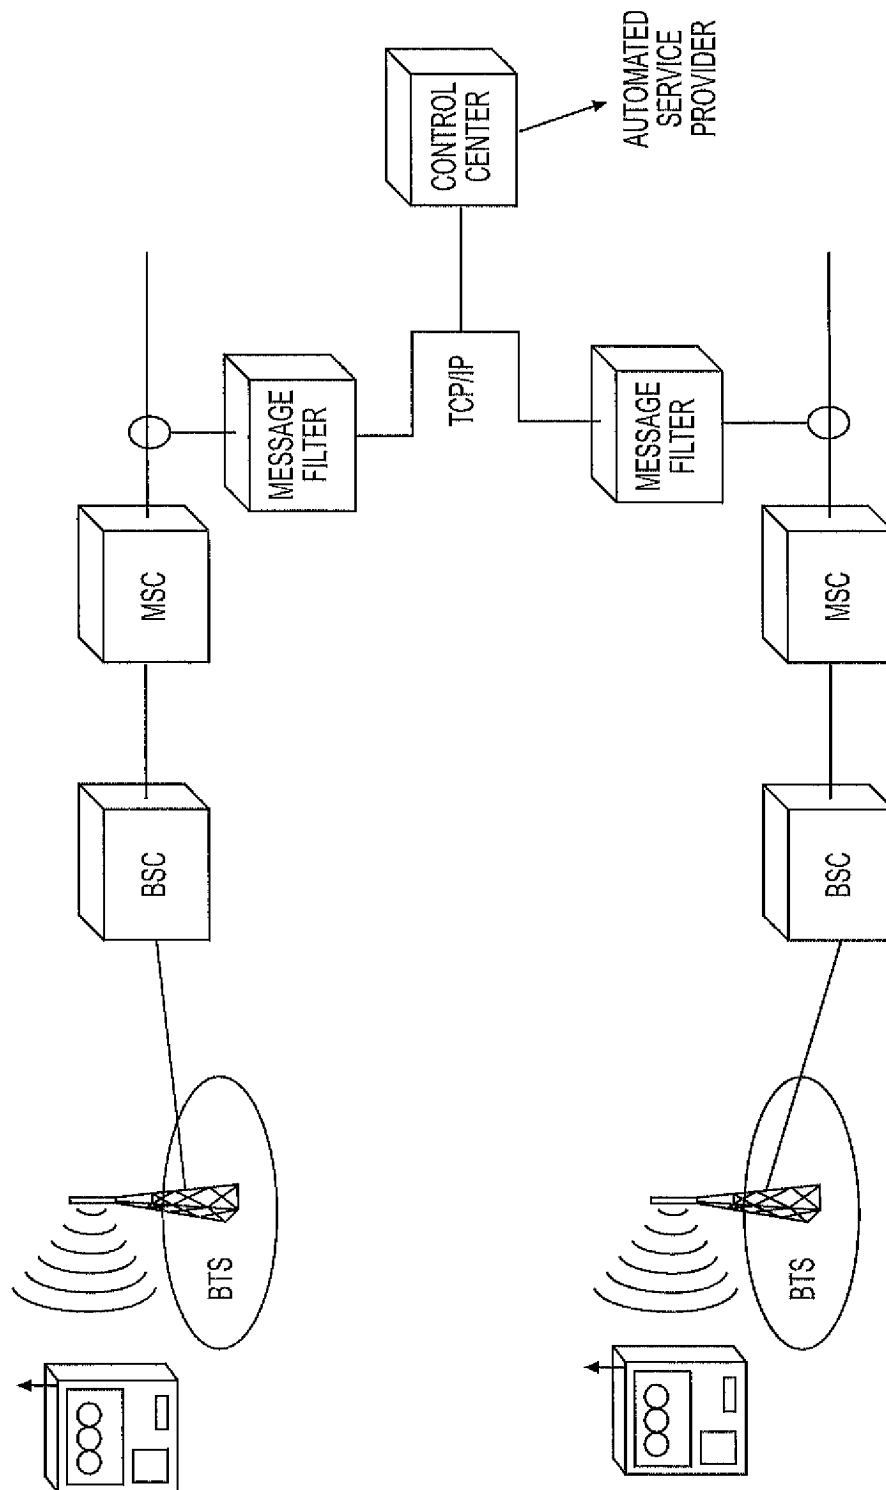 BTS
BSC
MSC
MESSAGE
FILTER
TCP/IP
CONTROL
CENTER
AUTOMATED
SERVICE
PROVIDER
MESSAGE
FILTER
BTS
BSC
MSC